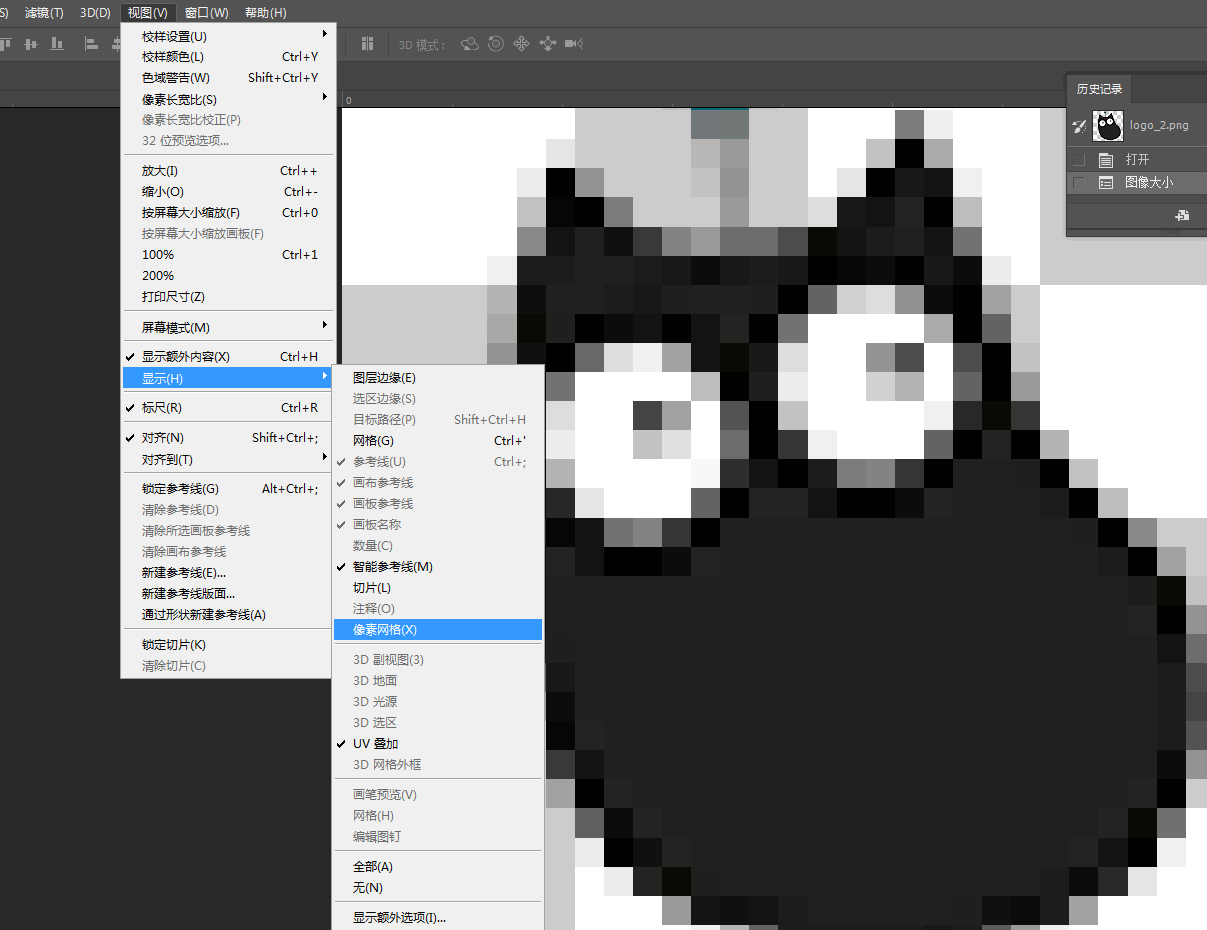 S) 滤镜(T) 3D(D) 视图(V) 窗口(W) 帮助(H)
3D 模式：
校样设置(U)
校样颜色(L) Ctrl+Y
色域警告(W) Shift+Ctrl+Y
像素长宽比(S)
像素长宽比校正(P)
32 位预览选项...
放大(I) Ctrl++
缩小(O) Ctrl+-
按屏幕大小缩放(F) Ctrl+0
按屏幕大小缩放画板(F)
100% Ctrl+1
200%
打印尺寸(Z)
屏幕模式(M)
显示额外内容(X) Ctrl+H
显示(H)
标尺(R) Ctrl+R
对齐(N) Shift+Ctrl+;
对齐到(T)
锁定参考线(G) Alt+Ctrl+;
清除参考线(D)
清除所选画板参考线
清除画布参考线
新建参考线(E)...
新建参考线版面...
通过形状新建参考线(A)
锁定切片(K)
清除切片(C)
图层边缘(E)
选区边缘(S)
目标路径(P) Shift+Ctrl+H
网格(G) Ctrl+'
参考线(U) Ctrl+;
画布参考线
画板参考线
画板名称
数量(C)
智能参考线(M)
切片(L)
注释(O)
像素网格(X)
3D 副视图(3)
3D 地面
3D 光源
3D 选区
UV 叠加
3D 网格外框
画笔预览(V)
网格(H)
编辑图钉
全部(A)
无(N)
显示额外选项(I)...
0
历史记录
logo_2.png
打开
图像大小